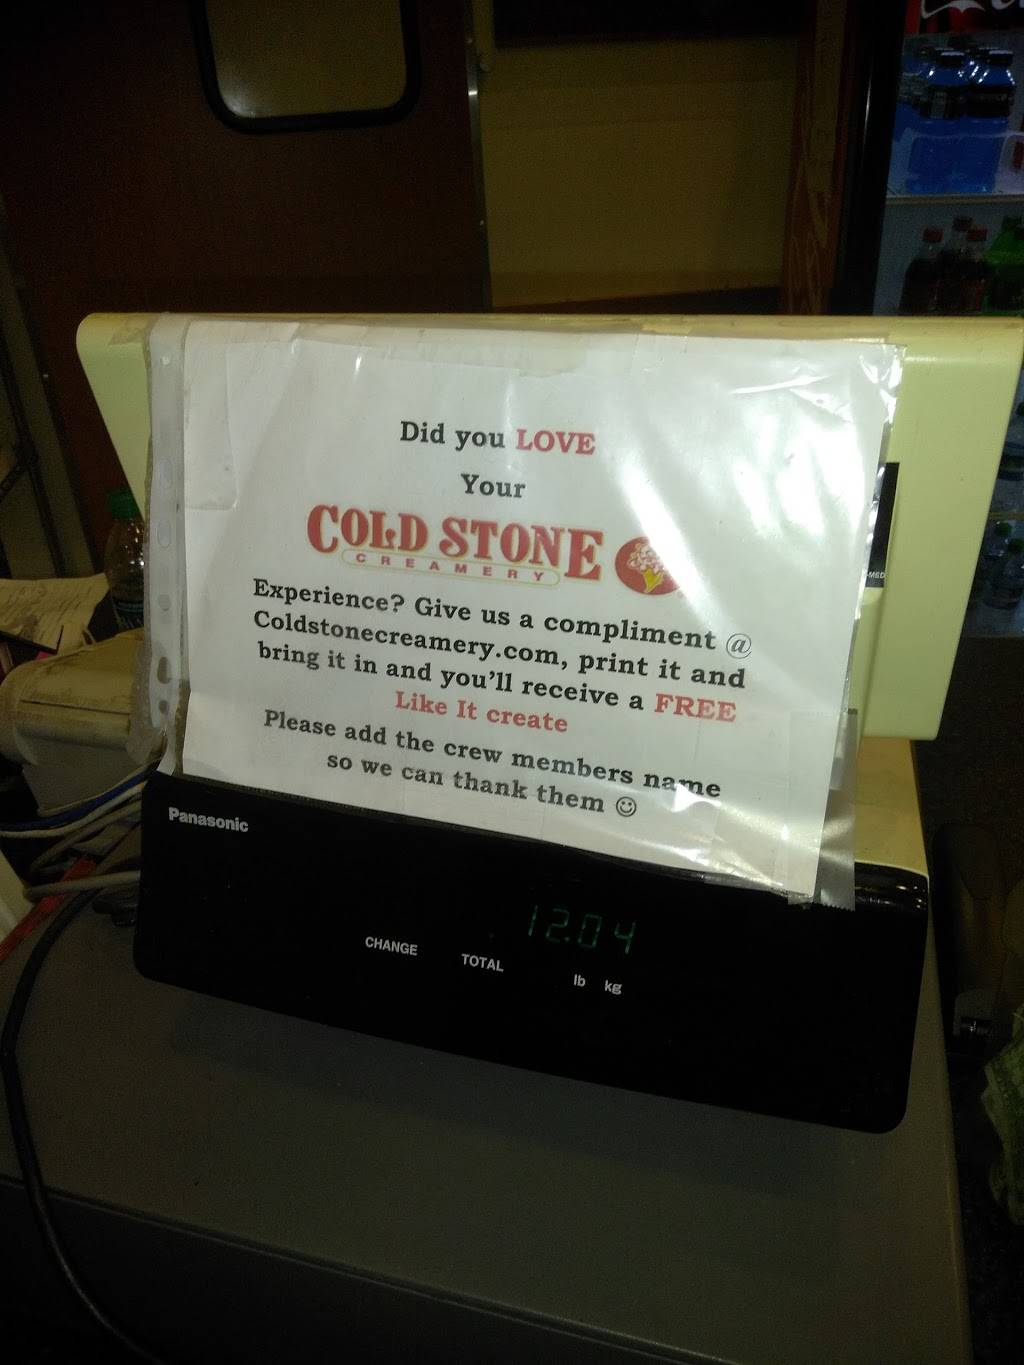 Did you LOVE
Your
COLD STONE
CREAMERY
Experience? Give us a compliment @
Coldstonecreamery.com, print it and
bring it in and you'll receive a FREE
Like It create
Please add the crew members name
so we can thank them ☺
-MED
Panasonic
12.04
CHANGE TOTAL lb kg